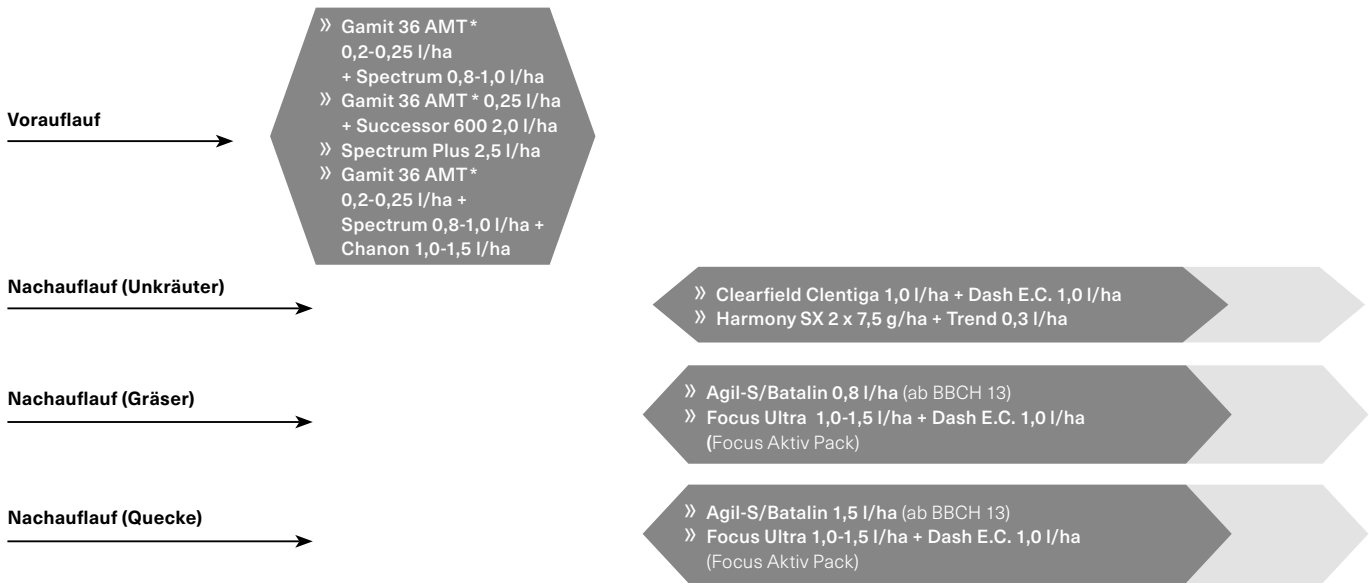 Vorauflauf
» Gamit 36 AMT*
0,2-0,25 l/ha
+ Spectrum 0,8-1,0 l/ha
» Gamit 36 AMT* 0,25 l/ha
+ Successor 600 2,0 l/ha
» Spectrum Plus 2,5 l/ha
» Gamit 36 AMT*
0,2-0,25 l/ha +
Spectrum 0,8-1,0 l/ha +
Chanon 1,0-1,5 l/ha
Nachauflauf (Unkräuter)
» Clearfield Clentiga 1,0 l/ha + Dash E.C. 1,0 l/ha
» Harmony SX 2 x 7,5 g/ha + Trend 0,3 l/ha
Nachauflauf (Gräser)
» Agil-S/Batalin 0,8 l/ha (ab BBCH 13)
» Focus Ultra 1,0-1,5 l/ha + Dash E.C. 1,0 l/ha
(Focus Aktiv Pack)
Nachauflauf (Quecke)
» Agil-S/Batalin 1,5 l/ha (ab BBCH 13)
» Focus Ultra 1,0-1,5 l/ha + Dash E.C. 1,0 l/ha
(Focus Aktiv Pack)